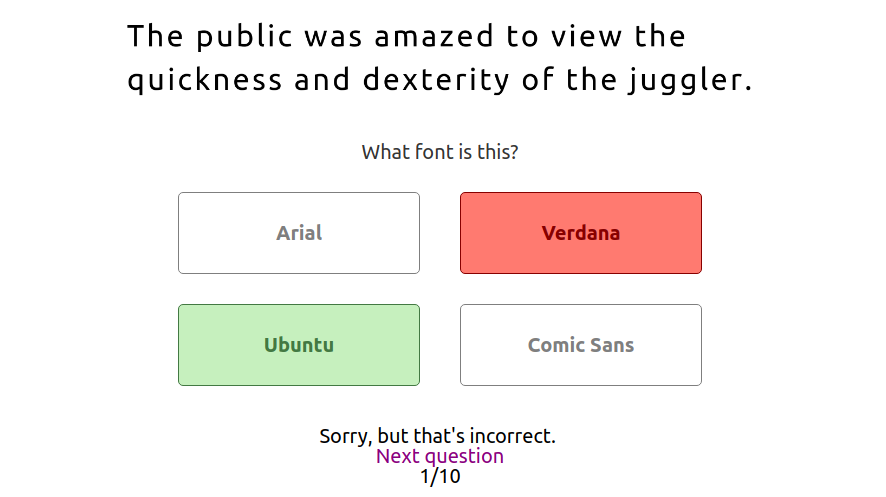 The public was amazed to view the
quickness and dexterity of the juggler.
What font is this?
Arial
Verdana
Ubuntu
Comic Sans
Sorry, but that's incorrect.
Next question
1/10